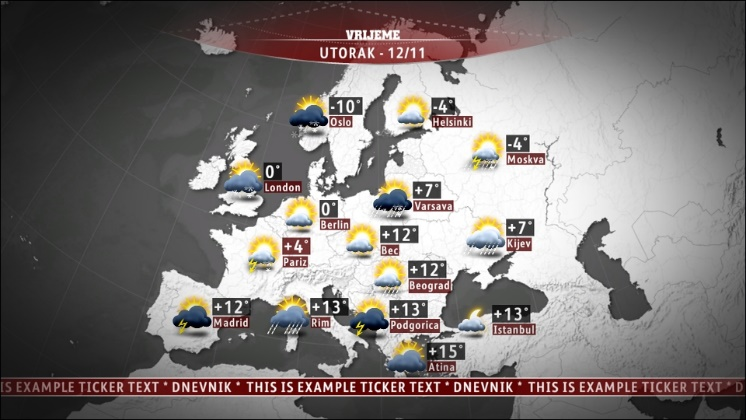 VRIJEME
UTORAK - 12/11
-10°
Oslo
-4°
Helsinki
-4°
Moskva
0°
London
+7°
Varsava
0°
Berlin
+12°
Bec
+7°
Kijev
+4°
Pariz
+12°
Beograd
+12°
Madrid
+13°
Rim
+13°
Podgorica
+13°
Istanbul
+15°
Atina
IS EXAMPLE TICKER TEXT * DNEVNIK * THIS IS EXAMPLE TICKER TEXT * DNEVNIK * THIS IS EXAMPLE TICKER TEXT * D